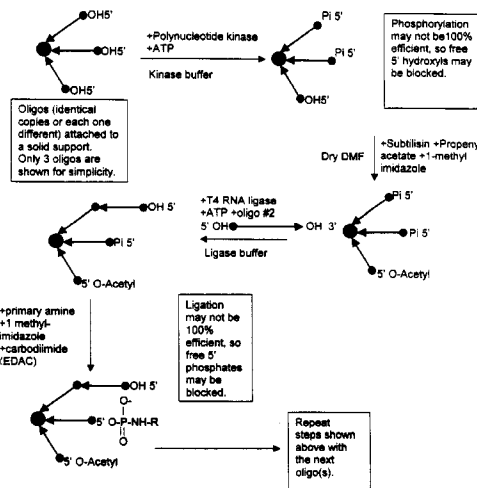 OH5'
OH5'
OH5'
+Polynucleotide kinase
+ATP
Kinase buffer
Pi 5'
Pi 5'
OH5'
Phosphorylation
may not be100%
efficient, so free
5' hydroxyls may
be blocked.
Oligos (identical
copies or each one
different) attached to
a solid support.
Only 3 oligos are
shown for simplicity.
Dry DMF
+Subtilisin +Propeny
acetate +1-methyl
imidazole
OH 5'
Pi 5'
5' O-Acetyl
+T4 RNA ligase
+ATP +oligo #2
5' OH
OH 3'
Ligase buffer
Pi 5'
Pi 5'
5' O-Acetyl
+primary amine
+1 methyl-
imidazole
+carbodiimide
(EDAC)
Ligation
may not be
100%
efficient, so
free 5'
phosphates
may be
blocked.
OH 5'
O-
5' O-P-NH-R
O
5' O-Acetyl
Repeat
steps shown
above with
the next
oligo(s).